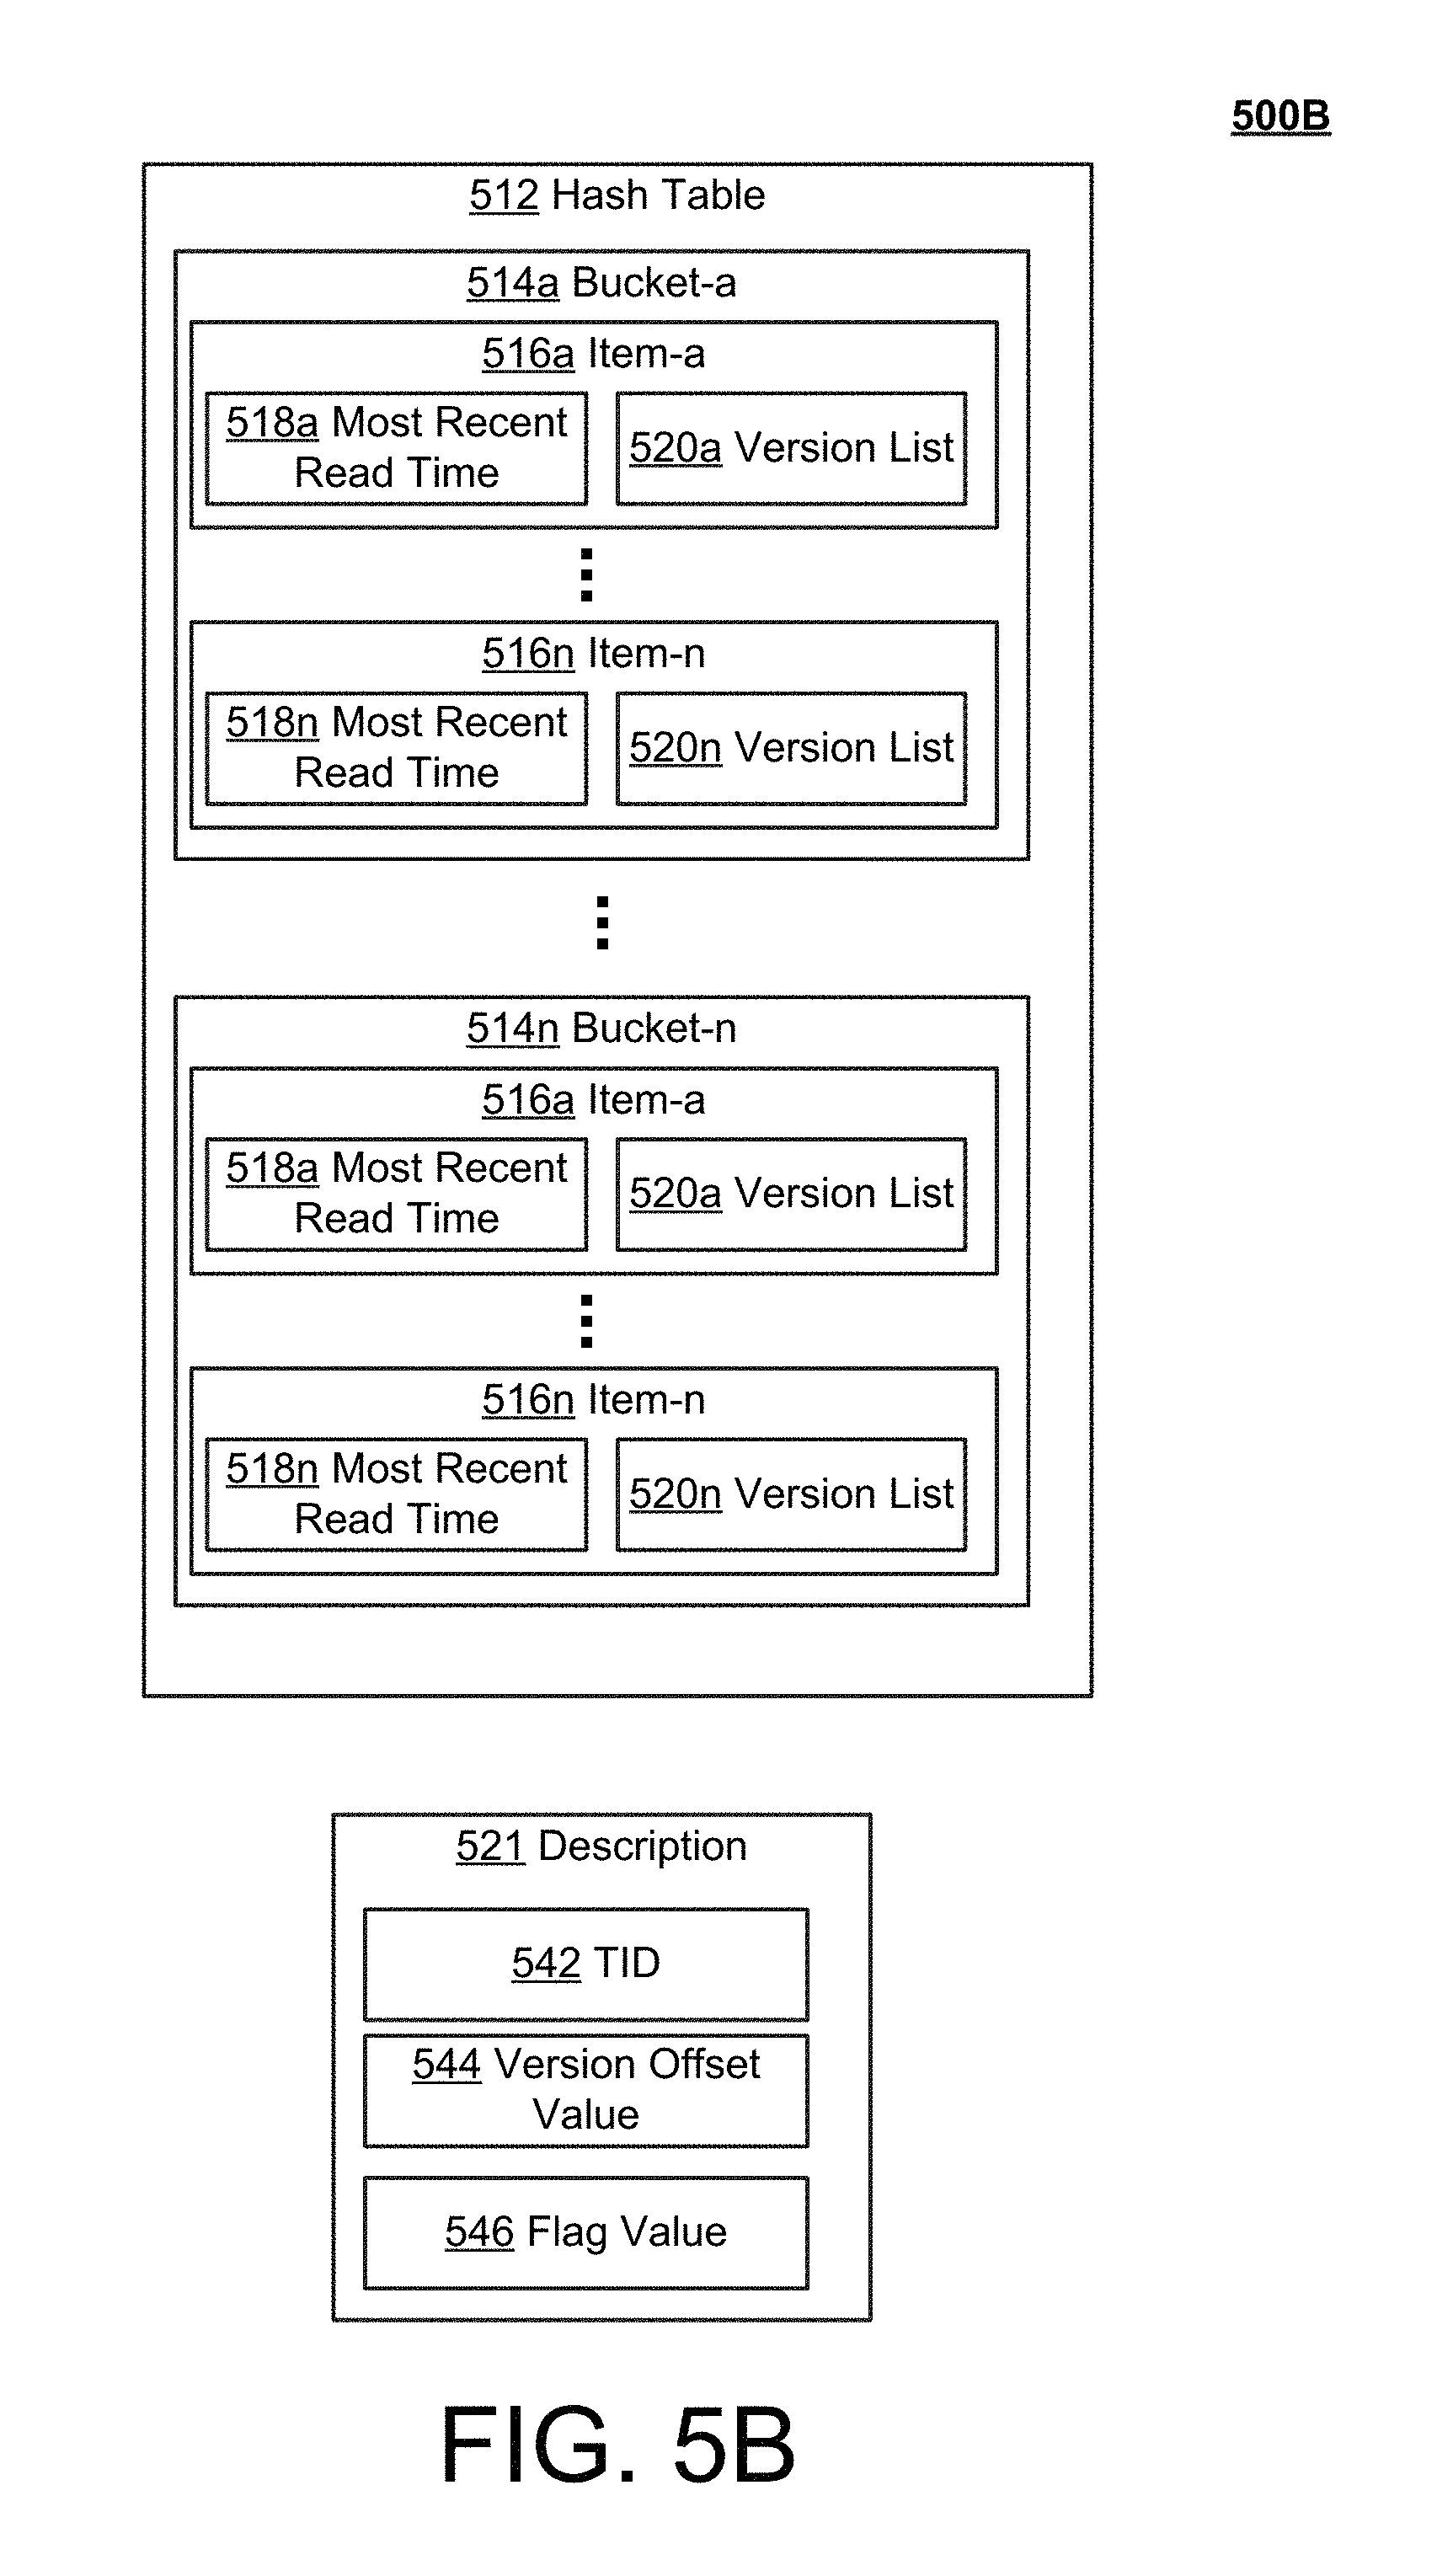 500B
512 Hash Table
514a Bucket-a
516a Item-a
518a Most Recent
Read Time
520a Version List
516n Item-n
518n Most Recent
Read Time
520n Version List
514n Bucket-n
516a Item-a
518a Most Recent
Read Time
520a Version List
516n Item-n
518n Most Recent
Read Time
520n Version List
521 Description
542 TID
544 Version Offset
Value
546 Flag Value
FIG. 5B